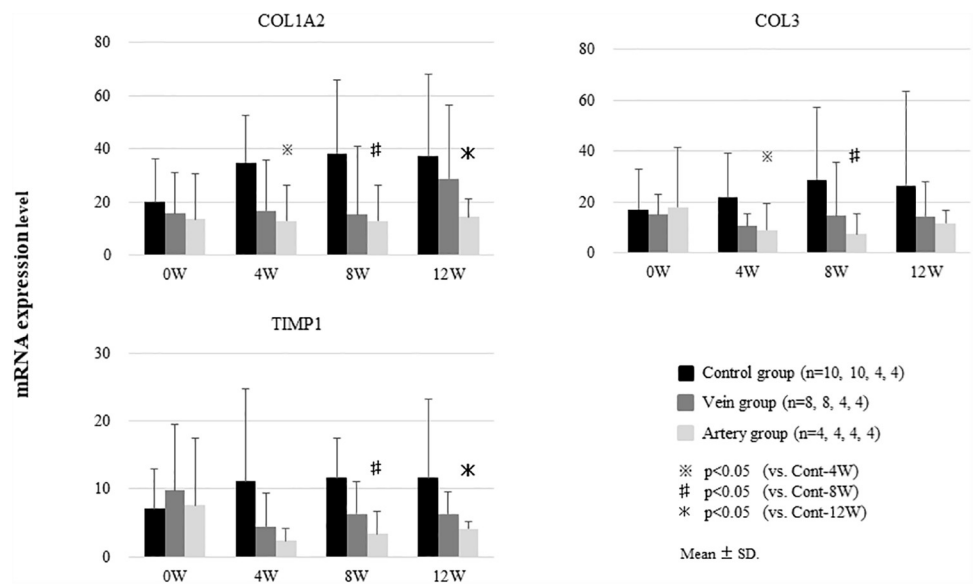 COL1A2
COL3
mRNA expression level
80
60
40
20
0
※
♯
＊
0W
4W
8W
12W
80
60
40
20
0
※
♯
0W
4W
8W
12W
TIMP1
30
20
10
0
♯
＊
0W
4W
8W
12W
Control group (n=10, 10, 4, 4)
Vein group (n=8, 8, 4, 4)
Artery group (n=4, 4, 4, 4)
※ p<0.05 (vs. Cont-4W)
♯ p<0.05 (vs. Cont-8W)
＊ p<0.05 (vs. Cont-12W)
Mean ± SD.